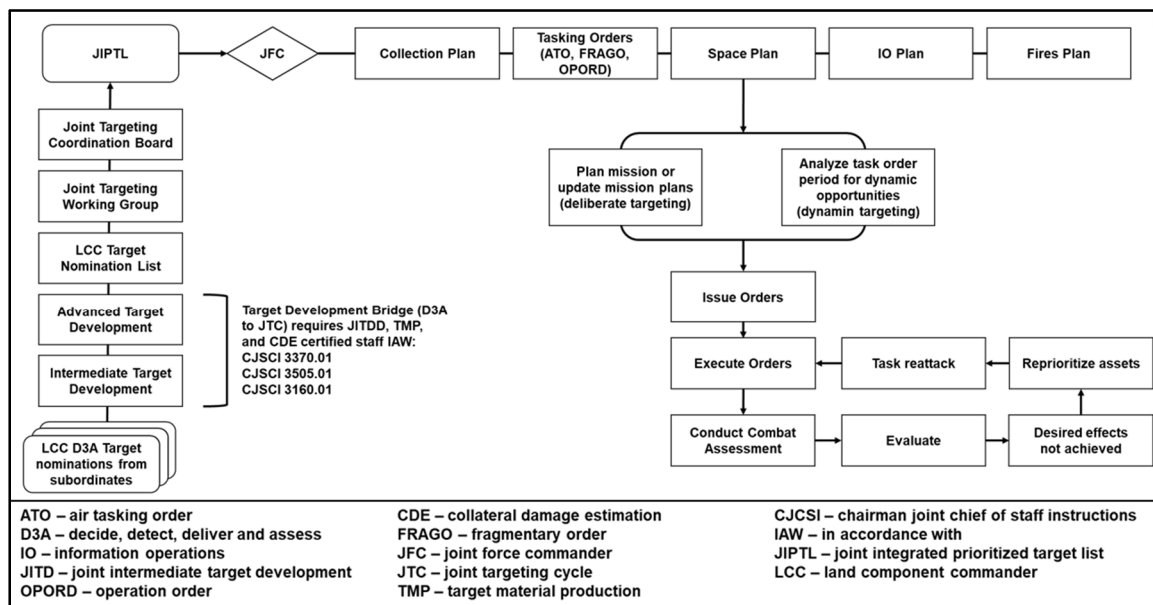 JIPTL
JFC
Collection Plan
Tasking Orders
(ATO, FRAGO,
OPORD)
Space Plan
IO Plan
Fires Plan
Joint Targeting
Coordination Board
Joint Targeting
Working Group
LCC Target
Nomination List
Advanced Target
Development
Intermediate Target
Development
LCC D3A Target
nominations from
subordinates
Target Development Bridge (D3A
to JTC) requires JITDD, TMP,
and CDE certified staff IAW:
CJSCI 3370.01
CJSCI 3505.01
CJSCI 3160.01
Plan mission or
update mission plans
(deliberate targeting)
Analyze task order
period for dynamic
opportunities
(dynamin targeting)
Issue Orders
Execute Orders
Task reattack
Reprioritize assets
Conduct Combat
Assessment
Evaluate
Desired effects
not achieved
ATO – air tasking order
D3A – decide, detect, deliver and assess
IO – information operations
JITD – joint intermediate target development
OPORD – operation order
CDE – collateral damage estimation
FRAGO – fragmentary order
JFC – joint force commander
JTC – joint targeting cycle
TMP – target material production
CJCSI – chairman joint chief of staff instructions
IAW – in accordance with
JIPTL – joint integrated prioritized target list
LCC – land component commander